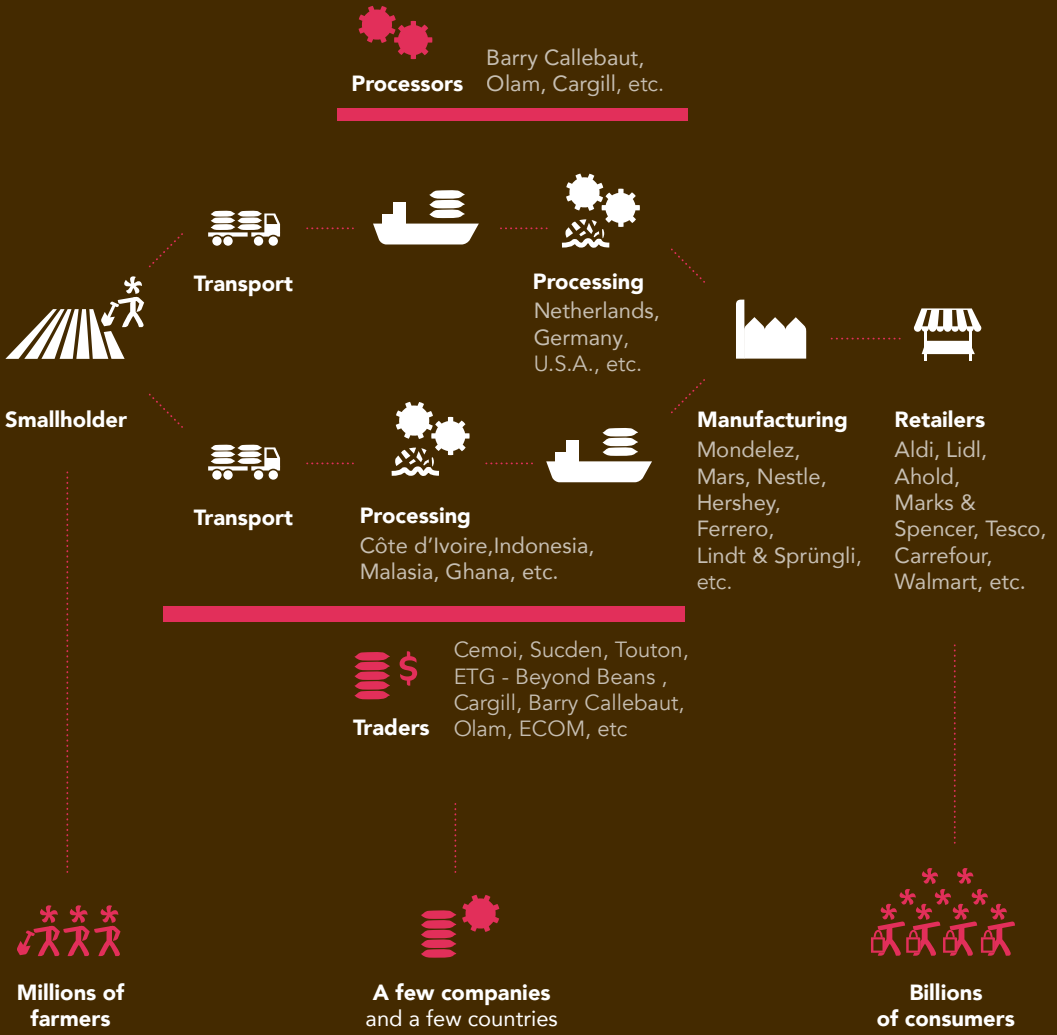 Processors
Barry Callebaut,
Olam, Cargill, etc.
Transport
Processing
Netherlands,
Germany,
U.S.A., etc.
Smallholder
Transport
Processing
Côte d'Ivoire,Indonesia,
Malasia, Ghana, etc.
Manufacturing
Mondelez,
Mars, Nestle,
Hershey,
Ferrero,
Lindt & Sprüngli,
etc.
Retailers
Aldi, Lidl,
Ahold,
Marks &
Spencer, Tesco,
Carrefour,
Walmart, etc.
$
Traders
Cemoi, Sucden, Touton,
ETG - Beyond Beans ,
Cargill, Barry Callebaut,
Olam, ECOM, etc
Millions of
farmers
A few companies
and a few countries
Billions
of consumers